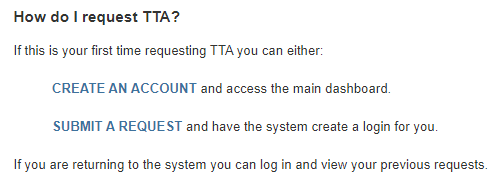 How do I request TTA?
If this is your first time requesting TTA you can either:
CREATE AN ACCOUNT and access the main dashboard.
SUBMIT A REQUEST and have the system create a login for you.
If you are returning to the system you can log in and view your previous requests.